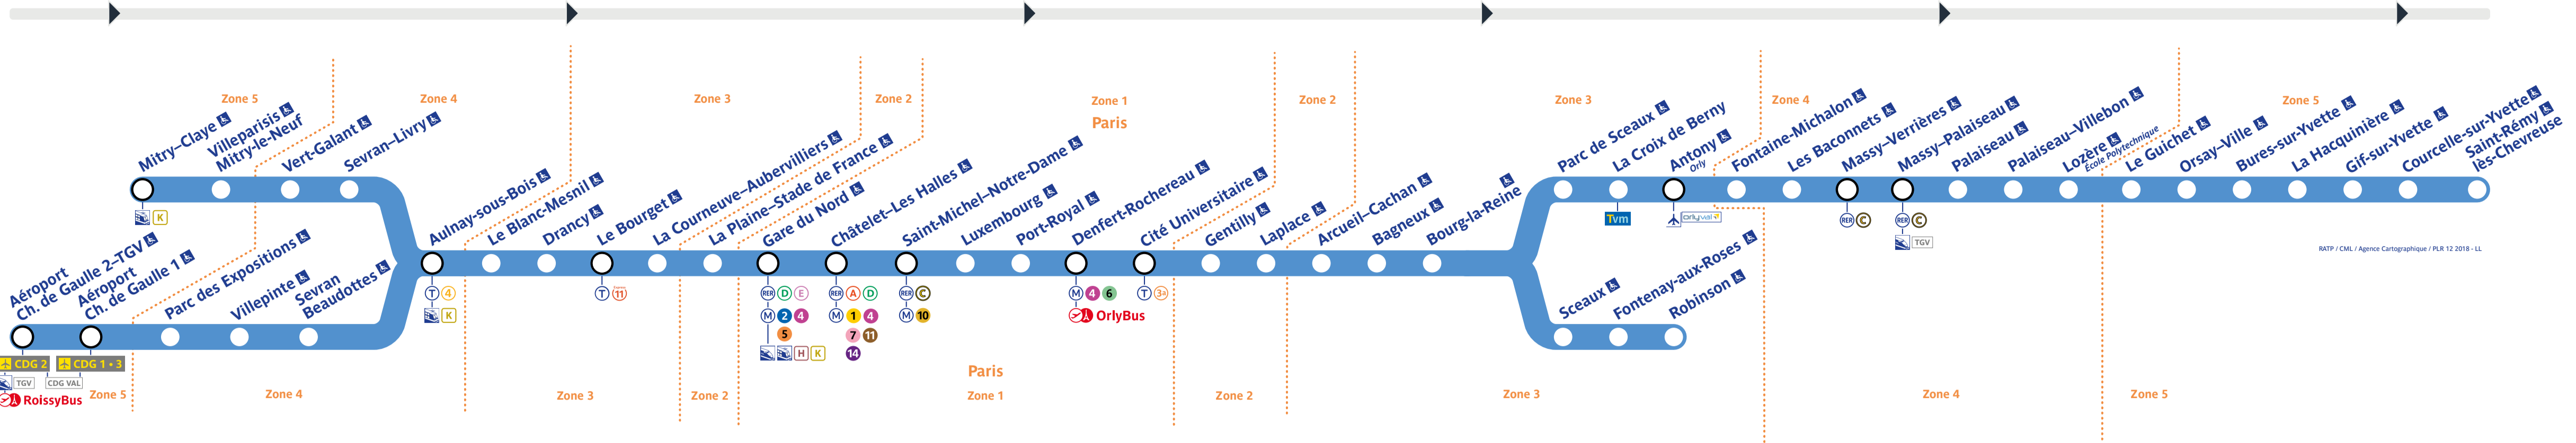 Zone 5
Zone 4
Zone 3
Zone 2
Zone 1
Paris
Zone 2
Zone 3
Zone 4
Zone 5
Mitry–Claye
Villeparisis
Mitry-le-Neuf
Vert-Galant
Sevran–Livry
K
Aéroport
Ch. de Gaulle 2–TGV
Aéroport
Ch. de Gaulle 1
Parc des Expositions
Villepinte
Sevran
Beaudottes
CDG 2
CDG 1 • 3
TGV
CDG VAL
RoissyBus
Aulnay-sous-Bois
T 4
K
Le Blanc-Mesnil
Drancy
Le Bourget
T 11
La Courneuve–Aubervilliers
La Plaine–Stade de France
Gare du Nord
RER D E
M 2 4
5
H K
Châtelet–Les Halles
RER A D
M 1 4
7 11
14
Saint-Michel–Notre-Dame
RER C
M 10
Luxembourg
Port-Royal
Denfert-Rochereau
M 4 6
OrlyBus
Cité Universitaire
T 3a
Gentilly
Laplace
Arcueil–Cachan
Bagneux
Bourg-la-Reine
Parc de Sceaux
La Croix de Berny
Tvm
Antony
Orly
Orlyval
Fontaine-Michalon
Les Baconnets
Massy–Verrières
RER C
Massy–Palaiseau
RER C
TGV
Palaiseau
Palaiseau–Villebon
Lozère
École Polytechnique
Le Guichet
Orsay–Ville
Bures-sur-Yvette
La Hacquinière
Gif-sur-Yvette
Courcelle-sur-Yvette
Saint-Rémy
lès-Chevreuse
Sceaux
Fontenay-aux-Roses
Robinson
RATP / CML / Agence Cartographique / PLR 12 2018 - LL
Zone 5
Zone 4
Zone 3
Zone 2
Paris
Zone 1
Zone 2
Zone 3
Zone 4
Zone 5